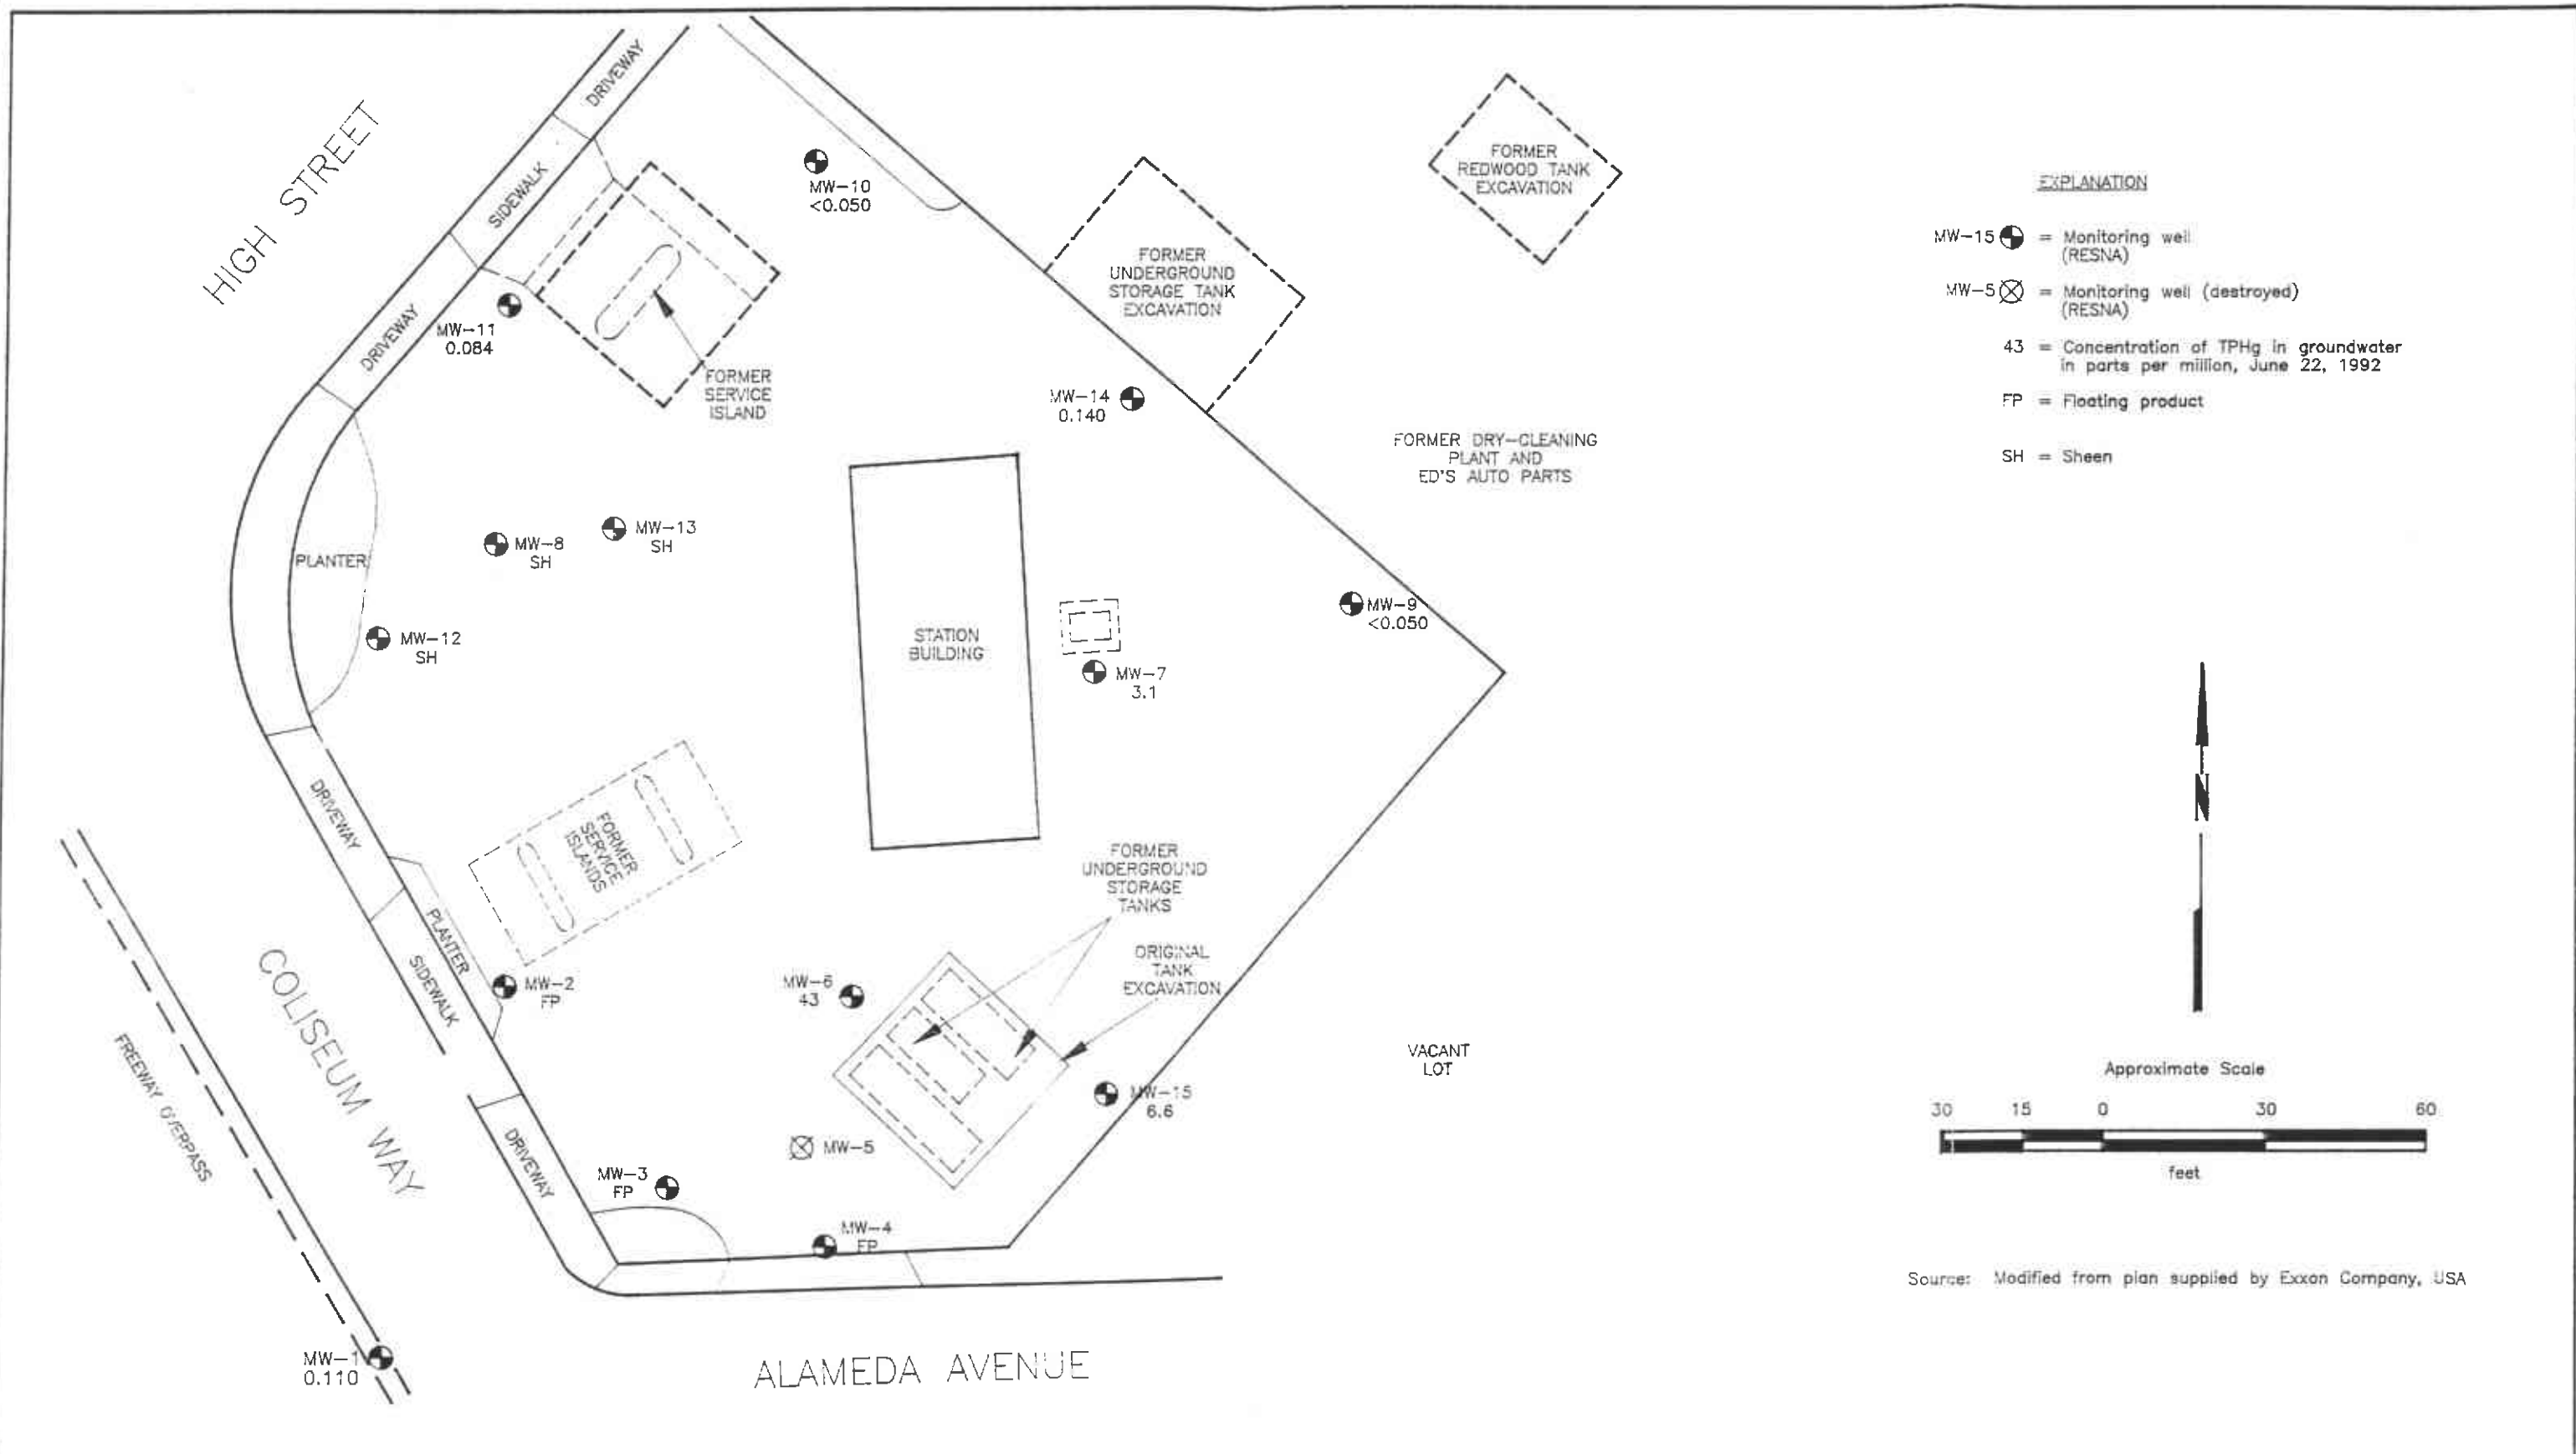 HIGH STREET
DRIVEWAY
SIDEWALK
DRIVEWAY
MW-10
<0.050
MW-11
0.084
FORMER
SERVICE
ISLAND
FORMER
UNDERGROUND
STORAGE TANK
EXCAVATION
FORMER
REDWOOD TANK
EXCAVATION
MW-14
0.140
FORMER DRY-CLEANING
PLANT AND
ED'S AUTO PARTS
PLANTER
MW-8
SH
MW-13
SH
MW-12
SH
STATION
BUILDING
MW-9
<0.050
MW-7
3.1
DRIVEWAY
FORMER
SERVICE
ISLANDS
PLANTER
SIDEWALK
MW-2
FP
FORMER
UNDERGROUND
STORAGE
TANKS
ORIGINAL
TANK
EXCAVATION
MW-6
43
MW-15
6.6
VACANT
LOT
MW-5
MW-3
FP
MW-4
FP
DRIVEWAY
COLISEUM WAY
FREEWAY OVERPASS
MW-1
0.110
ALAMEDA AVENUE
EXPLANATION
MW-15 = Monitoring well
(RESNA)
MW-5 = Monitoring well (destroyed)
(RESNA)
43 = Concentration of TPHg in groundwater
in parts per million, June 22, 1992
FP = Floating product
SH = Sheen
N
Approximate Scale
30 15 0 30 60
feet
Source: Modified from plan supplied by Exxon Company, USA